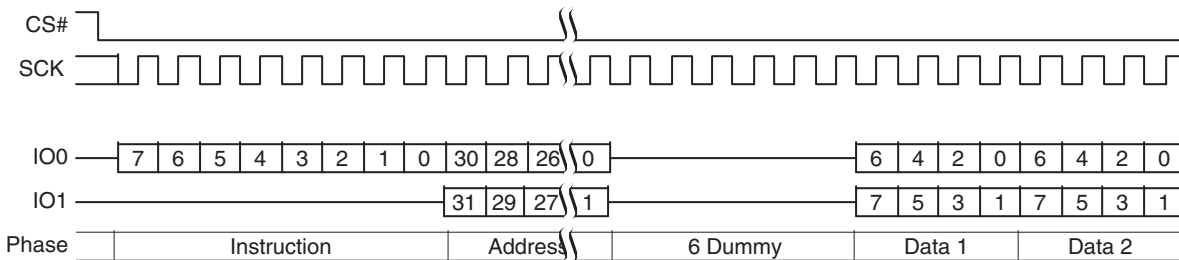 CS#
SCK
IO0 7 6 5 4 3 2 1 0 30 28 26 0 6 4 2 0 6 4 2 0
IO1 31 29 27 1 7 5 3 1 7 5 3 1
Phase Instruction Address 6 Dummy Data 1 Data 2